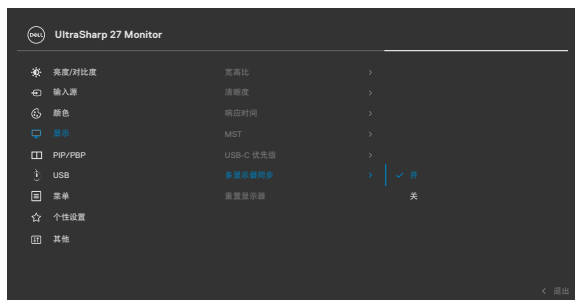 DELL UltraSharp 27 Monitor
亮度/对比度 宽高比
输入源 清晰度
颜色 响应时间
显示 MST
PIP/PBP USB-C 优先级
USB 多显示器同步 开
菜单 重置显示器 关
个性设置
其他
退出